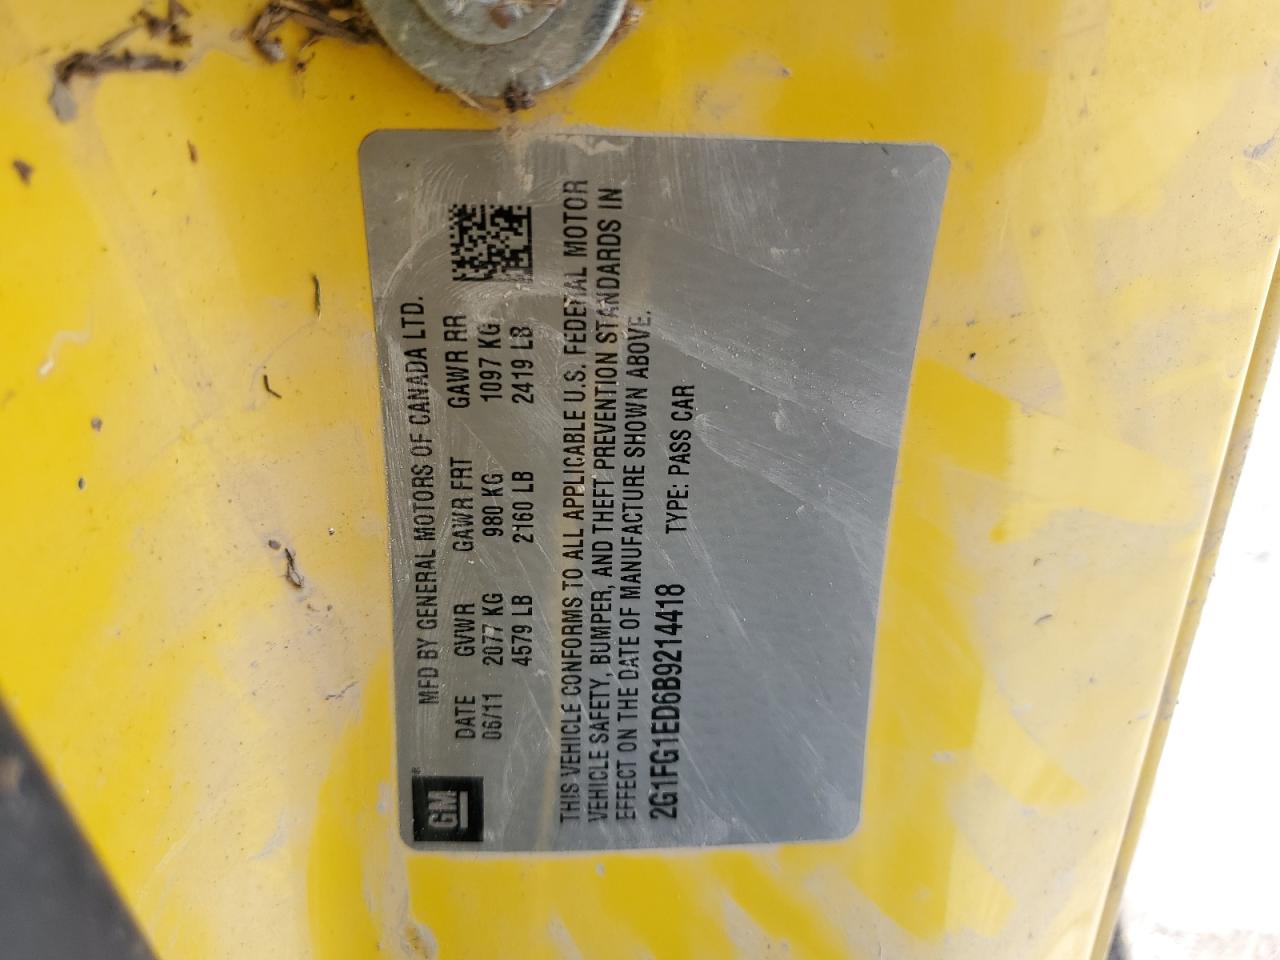 GM
MFD BY GENERAL MOTORS OF CANADA LTD.
DATE GVWR GAWR FRT GAWR RR
06/11 2077 KG 980 KG 1097 KG
4579 LB 2160 LB 2419 LB
THIS VEHICLE CONFORMS TO ALL APPLICABLE U.S. FEDERAL MOTOR
VEHICLE SAFETY, BUMPER, AND THEFT PREVENTION STANDARDS IN
EFFECT ON THE DATE OF MANUFACTURE SHOWN ABOVE.
2G1FG1ED6B9214418 TYPE: PASS CAR